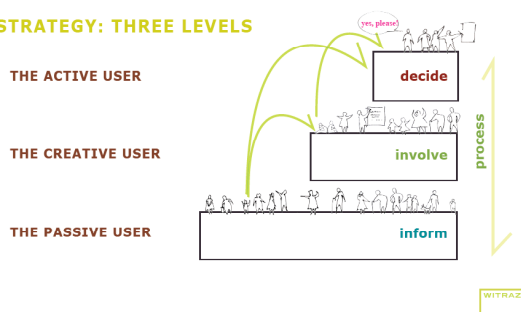 STRATEGY: THREE LEVELS
yes, please!
THE ACTIVE USER
decide
THE CREATIVE USER
involve
process
THE PASSIVE USER
inform
WITRAZ